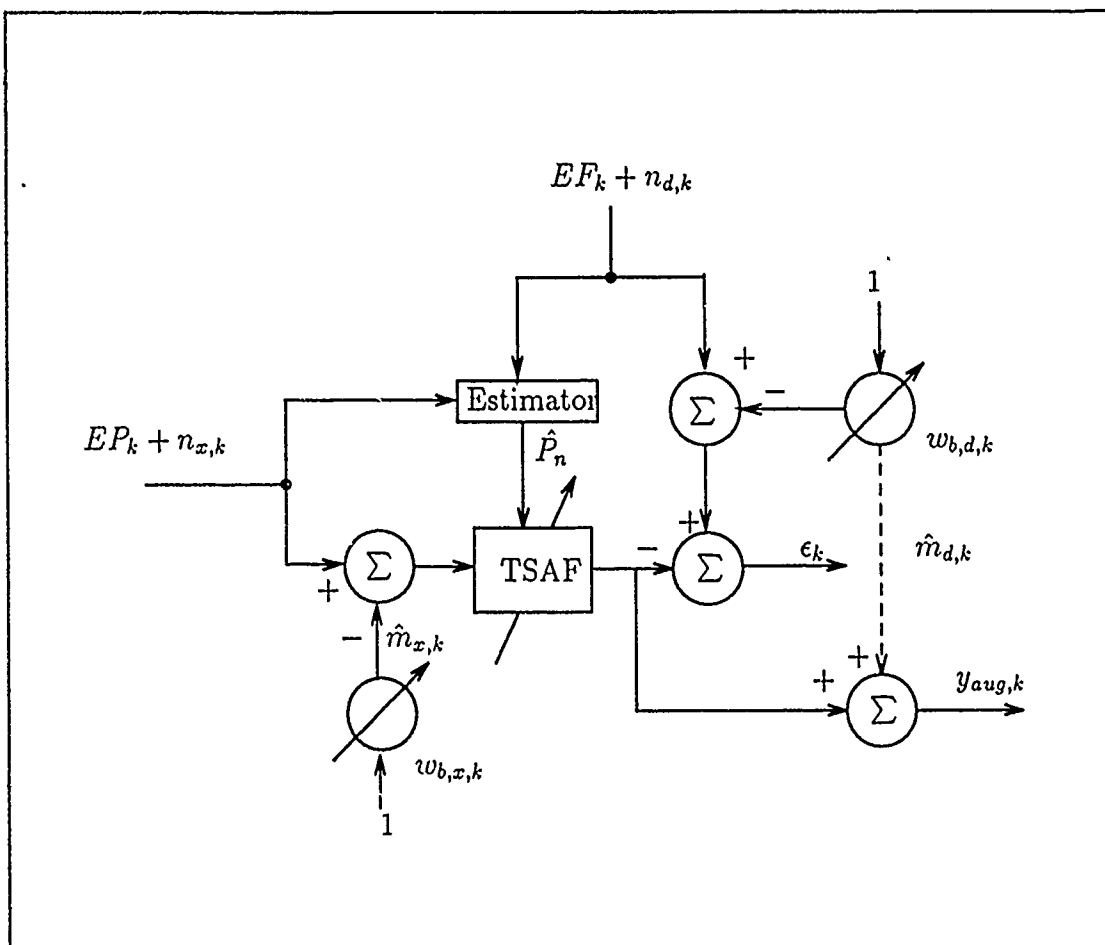 EF_k + n_{d,k}
1
+
−
Σ
Estimator
w_{b,d,k}
EP_k + n_{x,k}
\hat{P}_n
+
−
ε_k
\hat{m}_{d,k}
Σ
TSAF
Σ
+
−
\hat{m}_{x,k}
+
+
y_{aug,k}
Σ
w_{b,x,k}
1